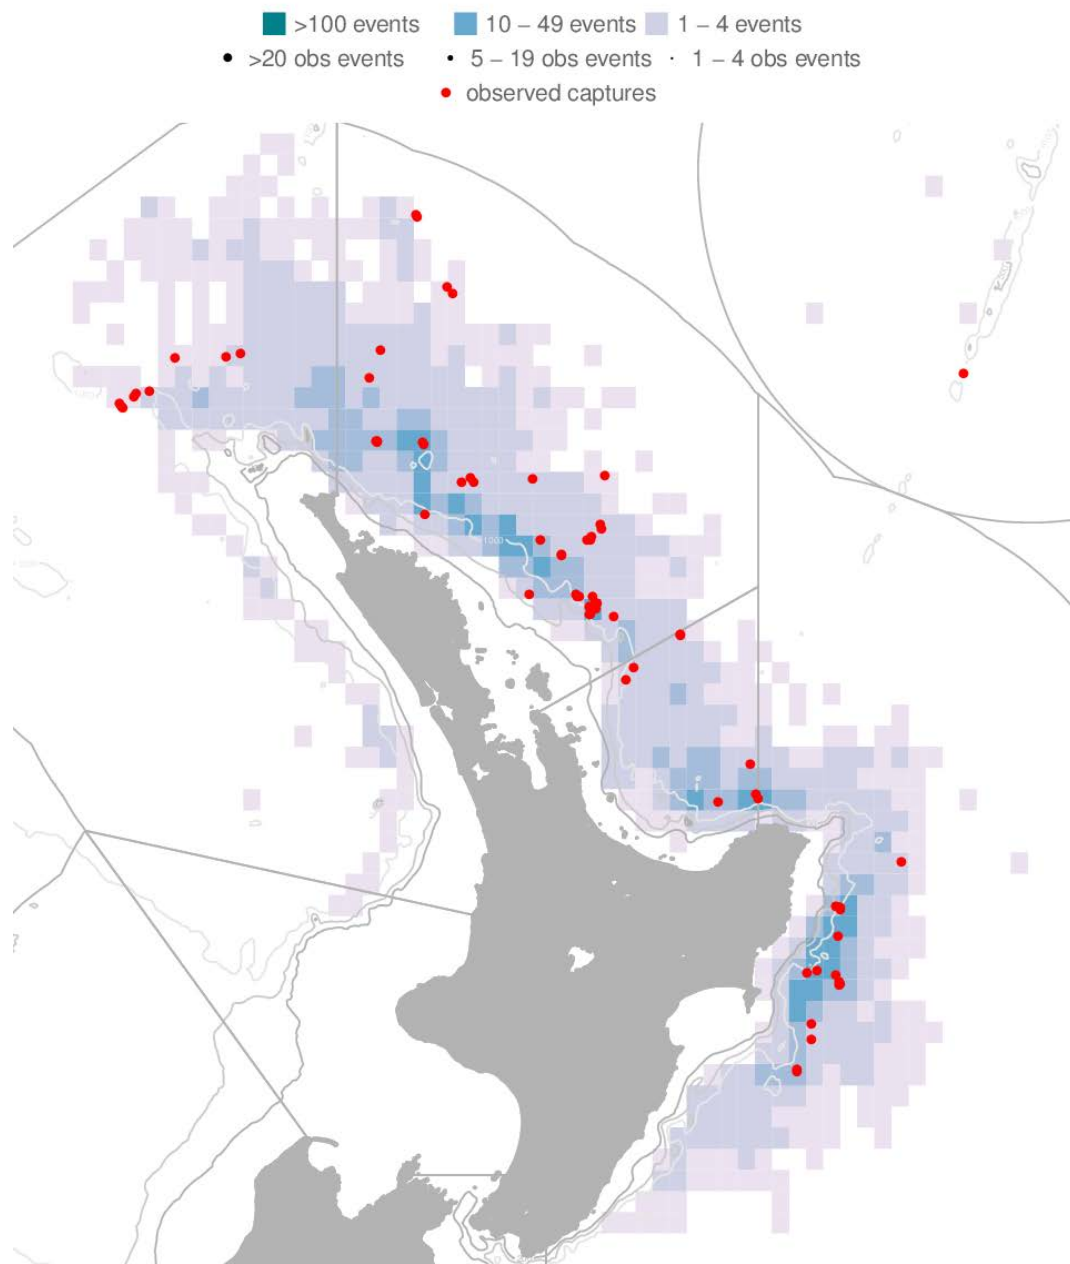 >100 events 10 – 49 events 1 – 4 events
>20 obs events 5 – 19 obs events 1 – 4 obs events
observed captures
1000